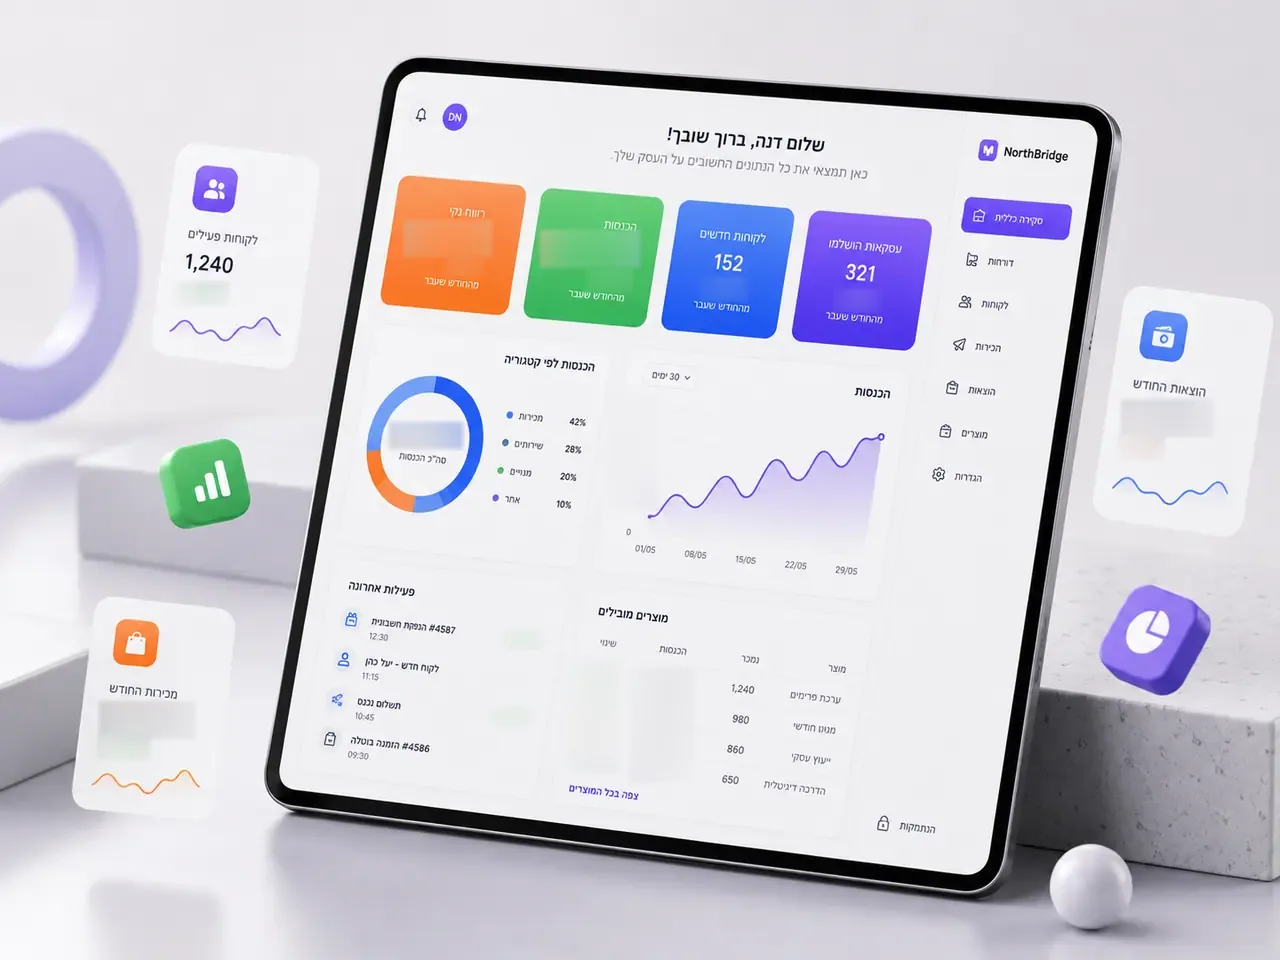 DN
שלום דנה, ברוך שובך!
כאן תמצאי את כל הנתונים החשובים על העסק שלך.
NorthBridge
סקירה כללית
דורחות
לקוחות
הכירות
הוצאות
מוצרים
הגדרות
הנתמקות
עסקאות הושלמו
321
מהחודש שעבר
לקוחות חדשים
152
מהחודש שעבר
הכנסות
מהחודש שעבר
רווח נקי
מהחודש שעבר
הכנסות
30 ימים
0
01/05
08/05
15/05
22/05
29/05
הכנסות לפי קטגוריה
מכירות 42%
שירותים 28%
מנויים 20%
אחר 10%
סה"כ הכנסות
מוצרים מובילים
מוצר נמכר הכנסות שינוי
ערכת פרימים 1,240
מנוט חודשי 980
ייעוץ עסקי 860
הדרכה דיגיטלית 650
צפה בכל המוצרים
פעילות אחרונה
הנפקת חשבונית #4587
12:30
לקוח חדש - יעל כהן
11:15
תשלום נכנס
10:45
הזמנה בוטלה #4586
09:30
לקוחות פעילים
1,240
הוצאות החודש
מכירות החודש